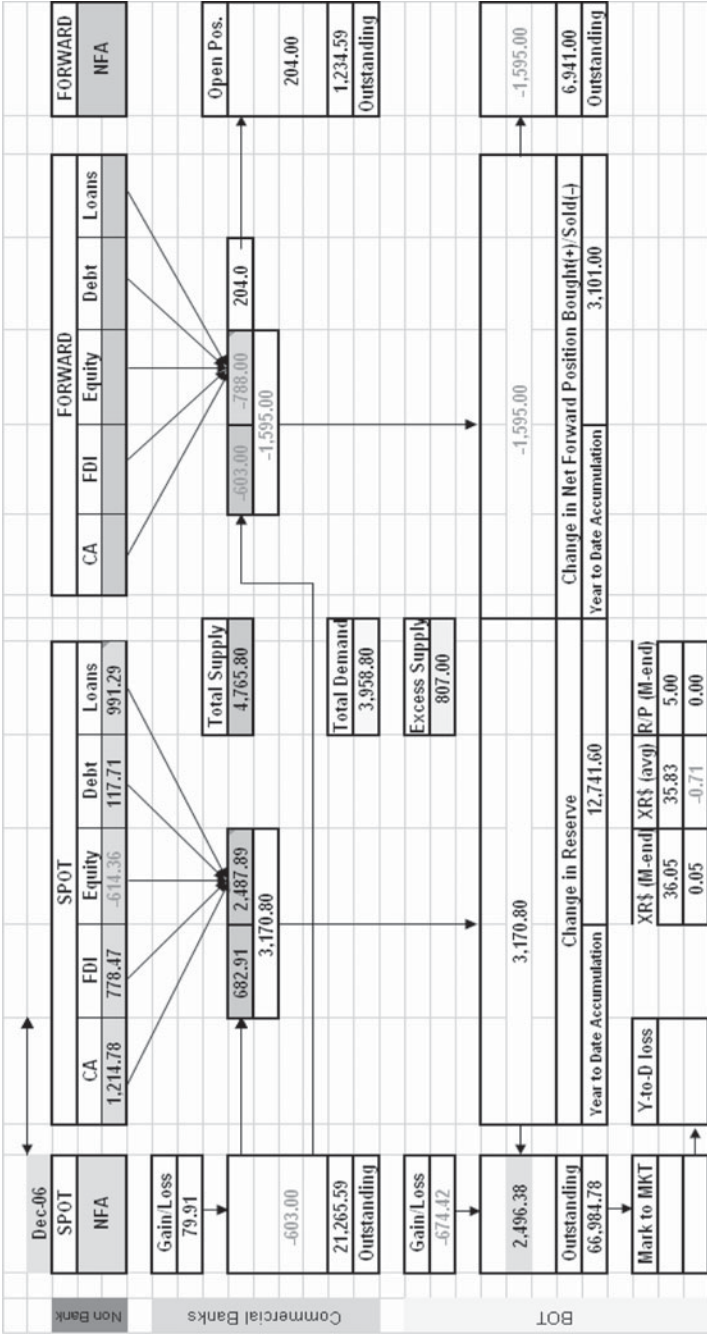 Dec-06
SPOT
NFA
SPOT
CA FDI Equity Debt Loans
1,214.78 778.47 -614.36 117.71 991.29
FORWARD
CA FDI Equity Debt Loans
FORWARD
NFA
Non Bank
Gain/Loss
79.91
-603.00
21,265.59
Outstanding
682.91 2,487.89
3,170.80
Total Supply
4,765.80
Total Demand
3,958.80
-603.00 -788.00 204.0
-1,595.00
Open Pos.
204.00
1,234.59
Outstanding
Commercial Banks
Gain/Loss
-674.42
Excess Supply
807.00
2,496.38
Outstanding
66,984.78
3,170.80
Change in Reserve
Year to Date Accumulation 12,741.60
-1,595.00
Change in Net Forward Position Bought(+)/Sold(-)
Year to Date Accumulation 3,101.00
-1,595.00
6,941.00
Outstanding
BOT
Mark to MKT
Y-to-D loss
XR$ (M-end) XR$ (avg) R/P (M-end)
36.05 35.83 5.00
0.05 -0.71 0.00